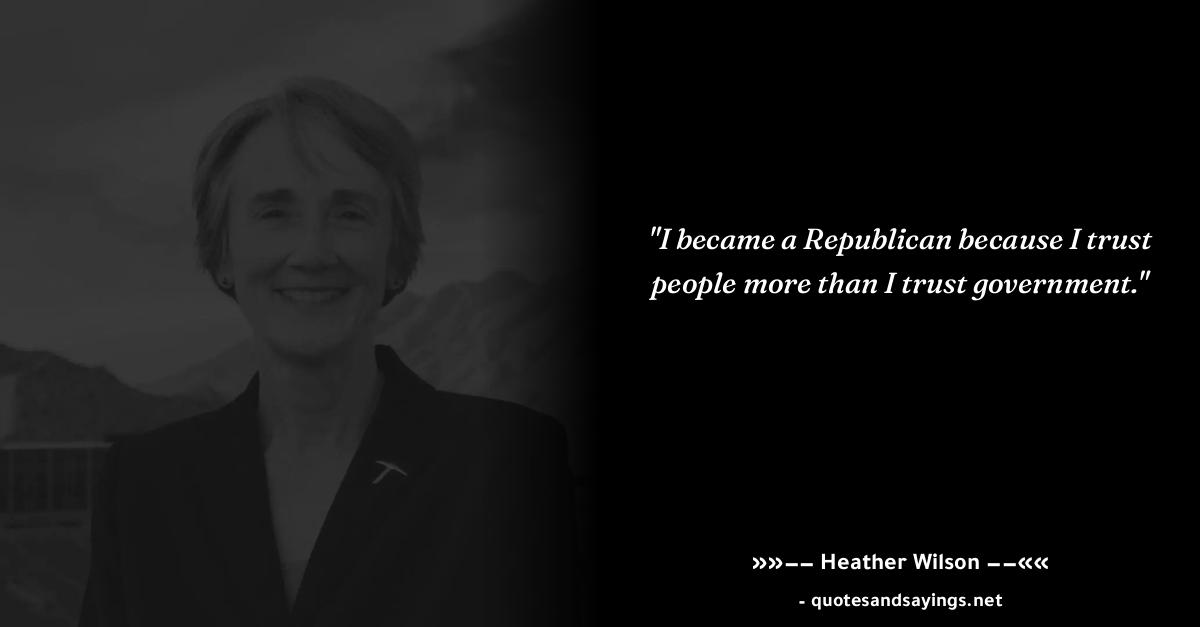 "I became a Republican because I trust
people more than I trust government."
»»−− Heather Wilson −−««
- quotesandsayings.net